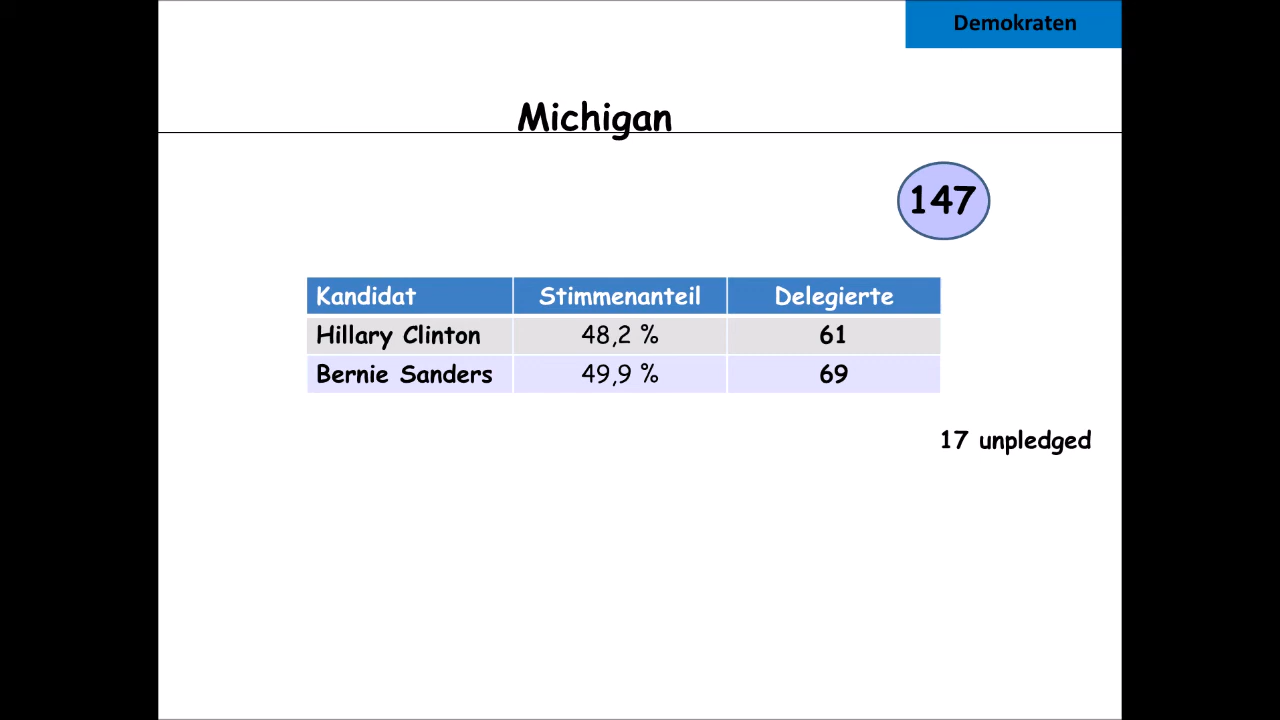 Demokraten
Michigan
147
Kandidat Stimmenanteil Delegierte
Hillary Clinton 48,2 % 61
Bernie Sanders 49,9 % 69
17 unpledged